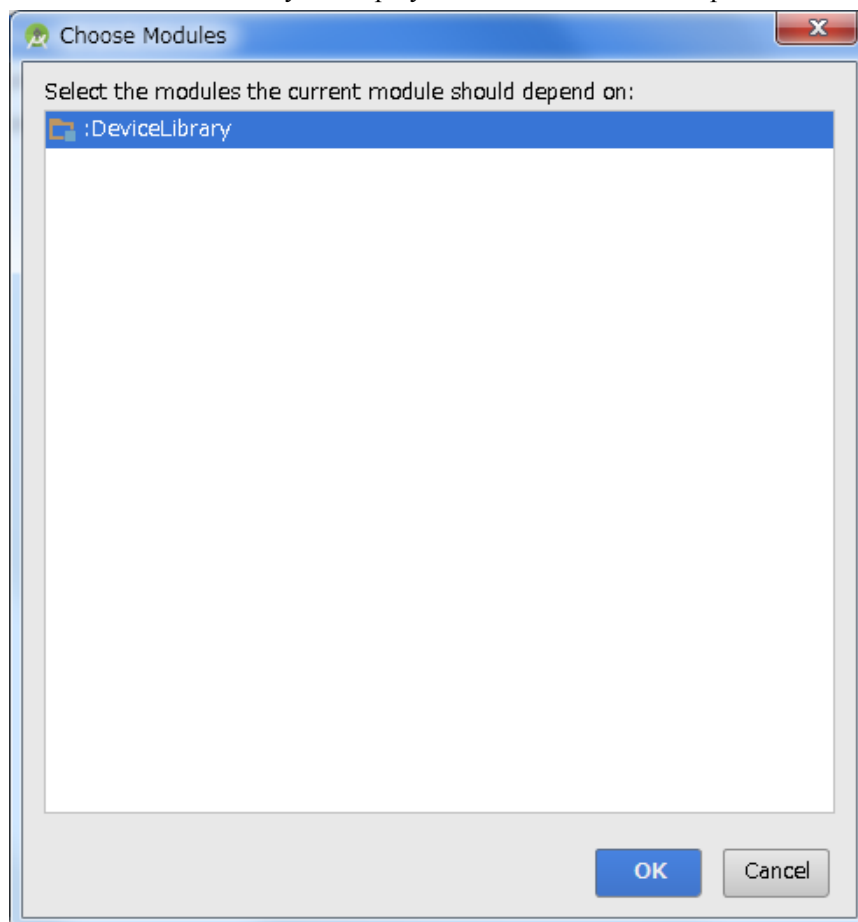 Choose Modules
Select the modules the current module should depend on:
:DeviceLibrary
OK
Cancel